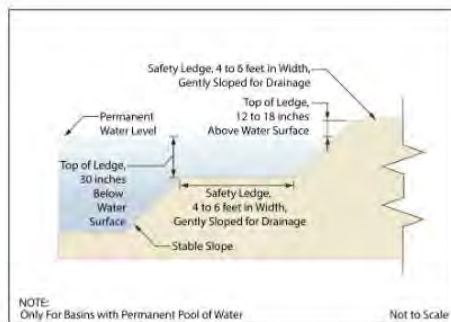 Safety Ledge, 4 to 6 feet in Width,
Gently Sloped for Drainage
Top of Ledge,
12 to 18 inches
Above Water Surface
Permanent
Water Level
Top of Ledge,
30 inches
Below
Water
Surface
Safety Ledge,
4 to 6 feet in Width,
Gently Sloped for Drainage
Stable Slope
NOTE:
Only For Basins with Permanent Pool of Water
Not to Scale